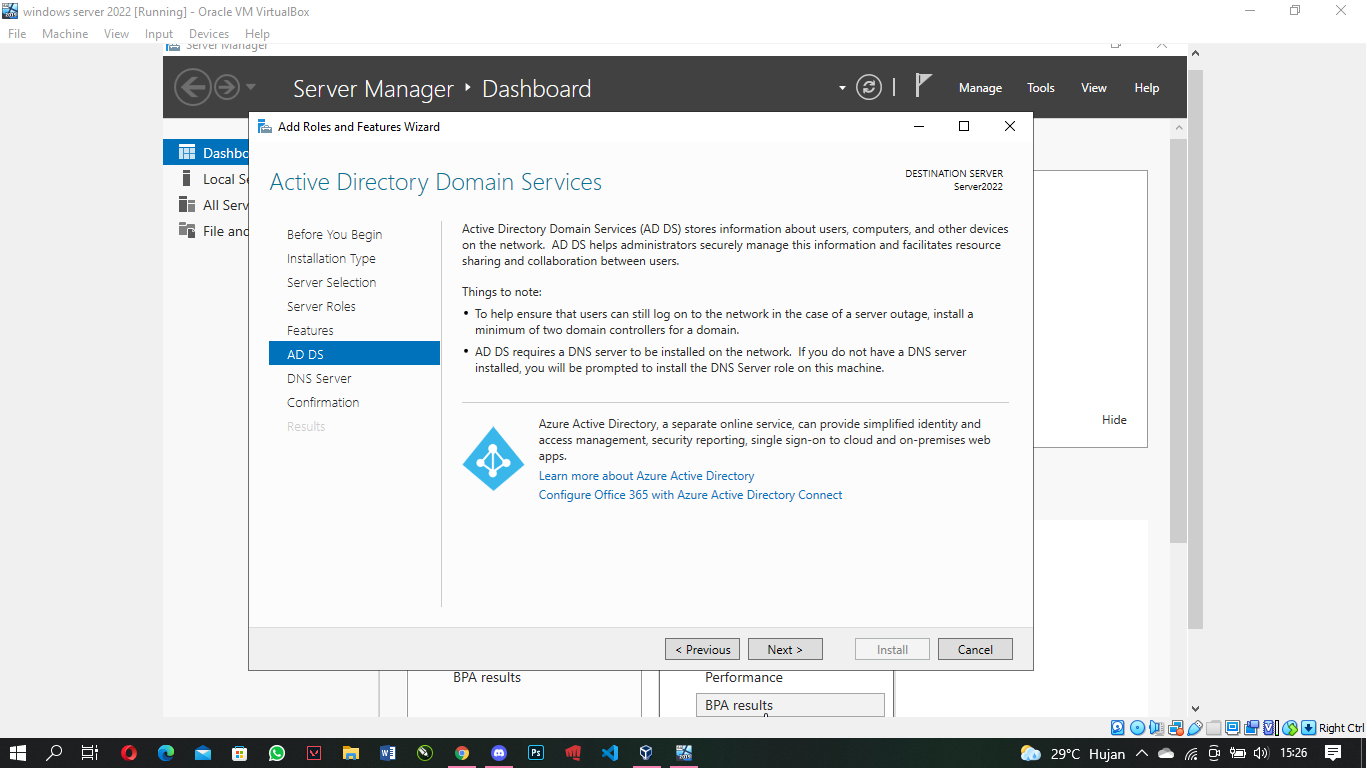 windows server 2022 [Running] - Oracle VM VirtualBox
File Machine View Input Devices Help
Server Manager
Server Manager ‣ Dashboard
Manage Tools View Help
Add Roles and Features Wizard
Dashbo
Local Se
All Serv
File and
Active Directory Domain Services
DESTINATION SERVER
Server2022
Before You Begin
Installation Type
Server Selection
Server Roles
Features
AD DS
DNS Server
Confirmation
Results
Active Directory Domain Services (AD DS) stores information about users, computers, and other devices
on the network. AD DS helps administrators securely manage this information and facilitates resource
sharing and collaboration between users.
Things to note:
• To help ensure that users can still log on to the network in the case of a server outage, install a
minimum of two domain controllers for a domain.
• AD DS requires a DNS server to be installed on the network. If you do not have a DNS server
installed, you will be prompted to install the DNS Server role on this machine.
Azure Active Directory, a separate online service, can provide simplified identity and
access management, security reporting, single sign-on to cloud and on-premises web
apps.
Learn more about Azure Active Directory
Configure Office 365 with Azure Active Directory Connect
Hide
< Previous Next > Install Cancel
BPA results
Performance
BPA results
Right Ctrl
29°C Hujan
15:26